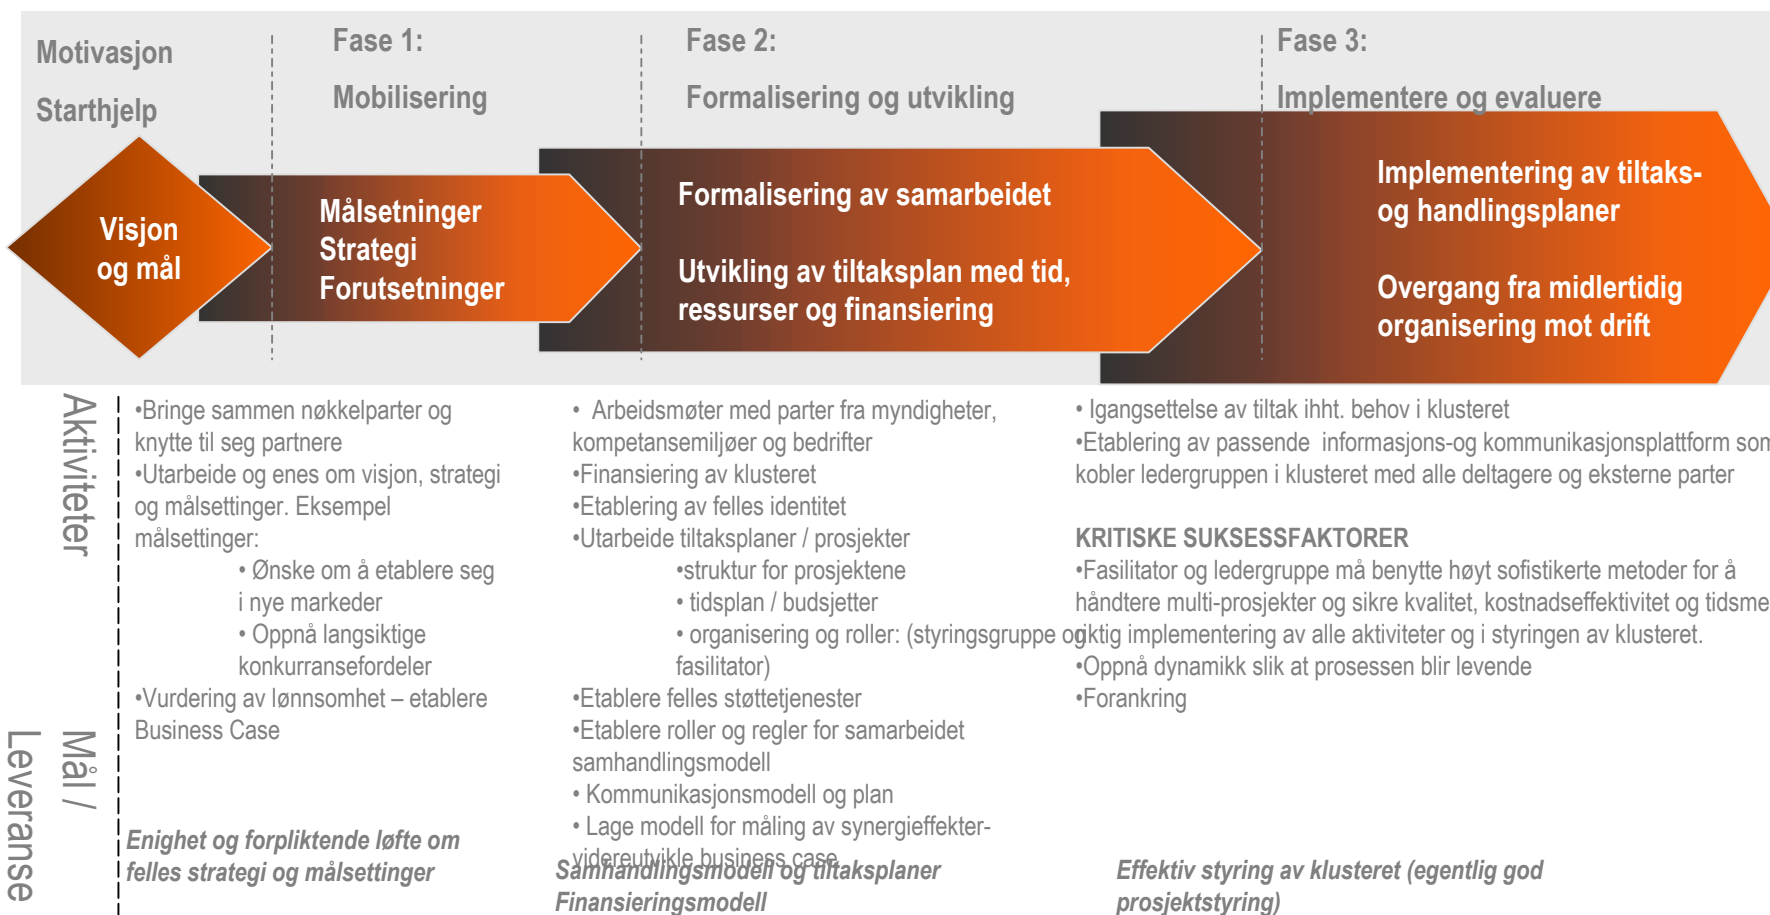 Motivasjon
Starthjelp
Fase 1:
Mobilisering
Fase 2:
Formalisering og utvikling
Fase 3:
Implementere og evaluere
Visjon
og mål
Målsetninger
Strategi
Forutsetninger
Formalisering av samarbeidet
Utvikling av tiltaksplan med tid,
ressurser og finansiering
Implementering av tiltaks-
og handlingsplaner
Overgang fra midlertidig
organisering mot drift
Aktiviteter
•Bringe sammen nøkkelparter og
knytte til seg partnere
•Utarbeide og enes om visjon, strategi
og målsettinger. Eksempel
målsettinger:
• Ønske om å etablere seg
i nye markeder
• Oppnå langsiktige
konkurransefordeler
•Vurdering av lønnsomhet – etablere
Business Case
• Arbeidsmøter med parter fra myndigheter,
kompetansemiljøer og bedrifter
•Finansiering av klusteret
•Etablering av felles identitet
•Utarbeide tiltaksplaner / prosjekter
•struktur for prosjektene
• tidsplan / budsjetter
• organisering og roller: (styringsgruppe og
fasilitator)
•Etablere felles støttetjenester
•Etablere roller og regler for samarbeidet
samhandlingsmodell
• Kommunikasjonsmodell og plan
• Lage modell for måling av synergieffekter-
videreutvikle business case
• Igangsettelse av tiltak ihht. behov i klusteret
•Etablering av passende informasjons-og kommunikasjonsplattform som
kobler ledergruppen i klusteret med alle deltagere og eksterne parter
KRITISKE SUKSESSFAKTORER
•Fasilitator og ledergruppe må benytte høyt sofistikerte metoder for å
håndtere multi-prosjekter og sikre kvalitet, kostnadseffektivitet og tidsme
riktig implementering av alle aktiviteter og i styringen av klusteret.
•Oppnå dynamikk slik at prosessen blir levende
•Forankring
Mål /
Leveranse
Enighet og forpliktende løfte om
felles strategi og målsettinger
Samhandlingsmodell og tiltaksplaner
Finansieringsmodell
Effektiv styring av klusteret (egentlig god
prosjektstyring)